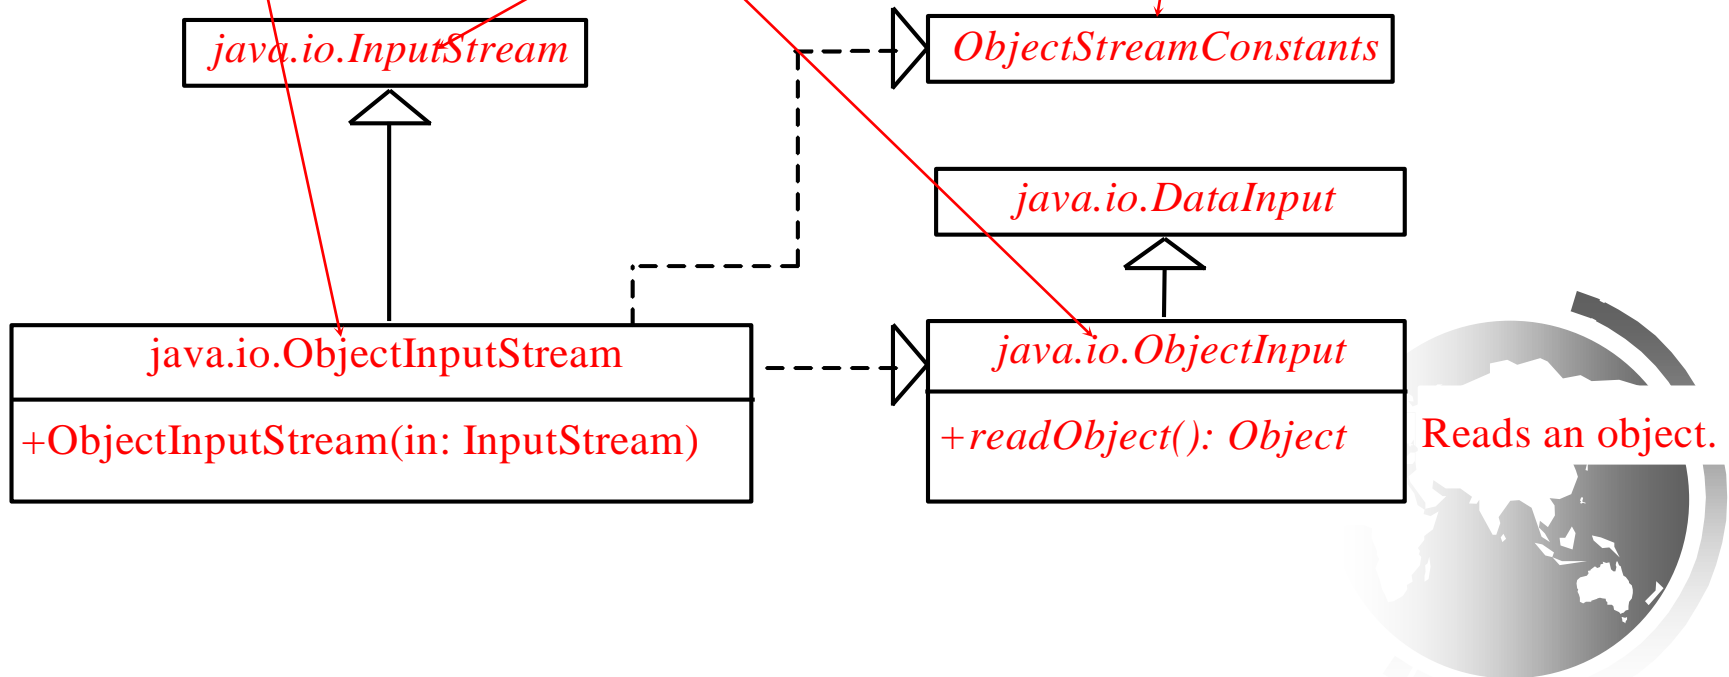 java.io.InputStream
ObjectStreamConstants
java.io.DataInput
java.io.ObjectInputStream
+ObjectInputStream(in: InputStream)
java.io.ObjectInput
+readObject(): Object
Reads an object.